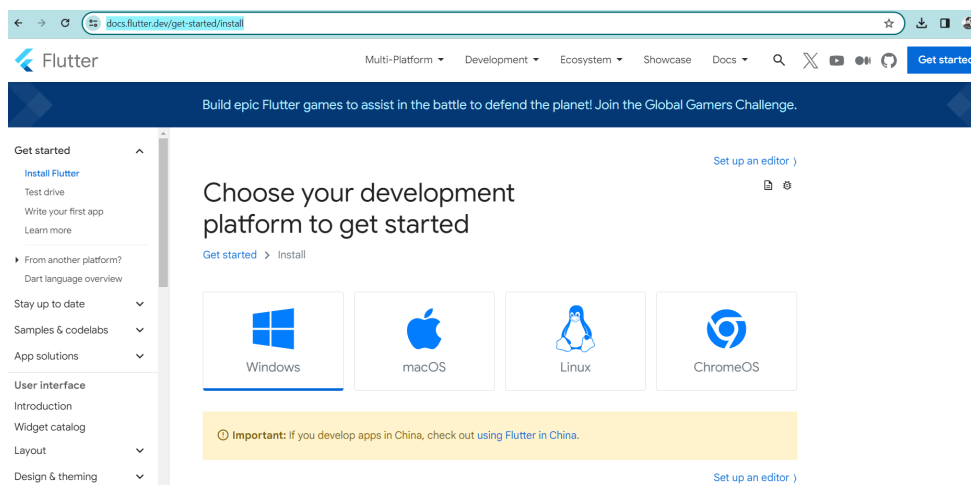 docs.flutter.dev/get-started/install
Flutter
Multi-Platform
Development
Ecosystem
Showcase
Docs
Get started
Build epic Flutter games to assist in the battle to defend the planet! Join the Global Gamers Challenge.
Get started
Install Flutter
Test drive
Write your first app
Learn more
From another platform?
Dart language overview
Stay up to date
Samples & codelabs
App solutions
User interface
Introduction
Widget catalog
Layout
Design & theming
Set up an editor
Choose your development
platform to get started
Get started > Install
Windows
macOS
Linux
ChromeOS
Important: If you develop apps in China, check out using Flutter in China.
Set up an editor